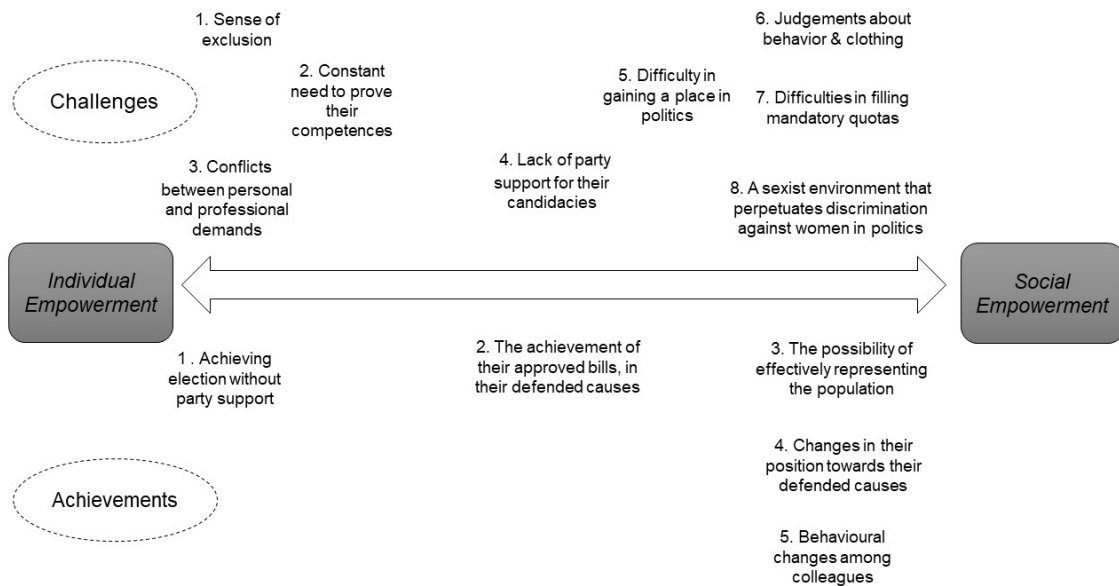 1. Sense of
exclusion
2. Constant
need to prove
their
competences
3. Conflicts
between personal
and professional
demands
4. Lack of party
support for their
candidacies
5. Difficulty in
gaining a place in
politics
6. Judgements about
behavior & clothing
7. Difficulties in filling
mandatory quotas
8. A sexist environment that
perpetuates discrimination
against women in politics
Challenges
Individual
Empowerment
Social
Empowerment
1 . Achieving
election without
party support
2. The achievement of
their approved bills, in
their defended causes
3. The possibility of
effectively representing
the population
4. Changes in their
position towards their
defended causes
5. Behavioural
changes among
colleagues
Achievements